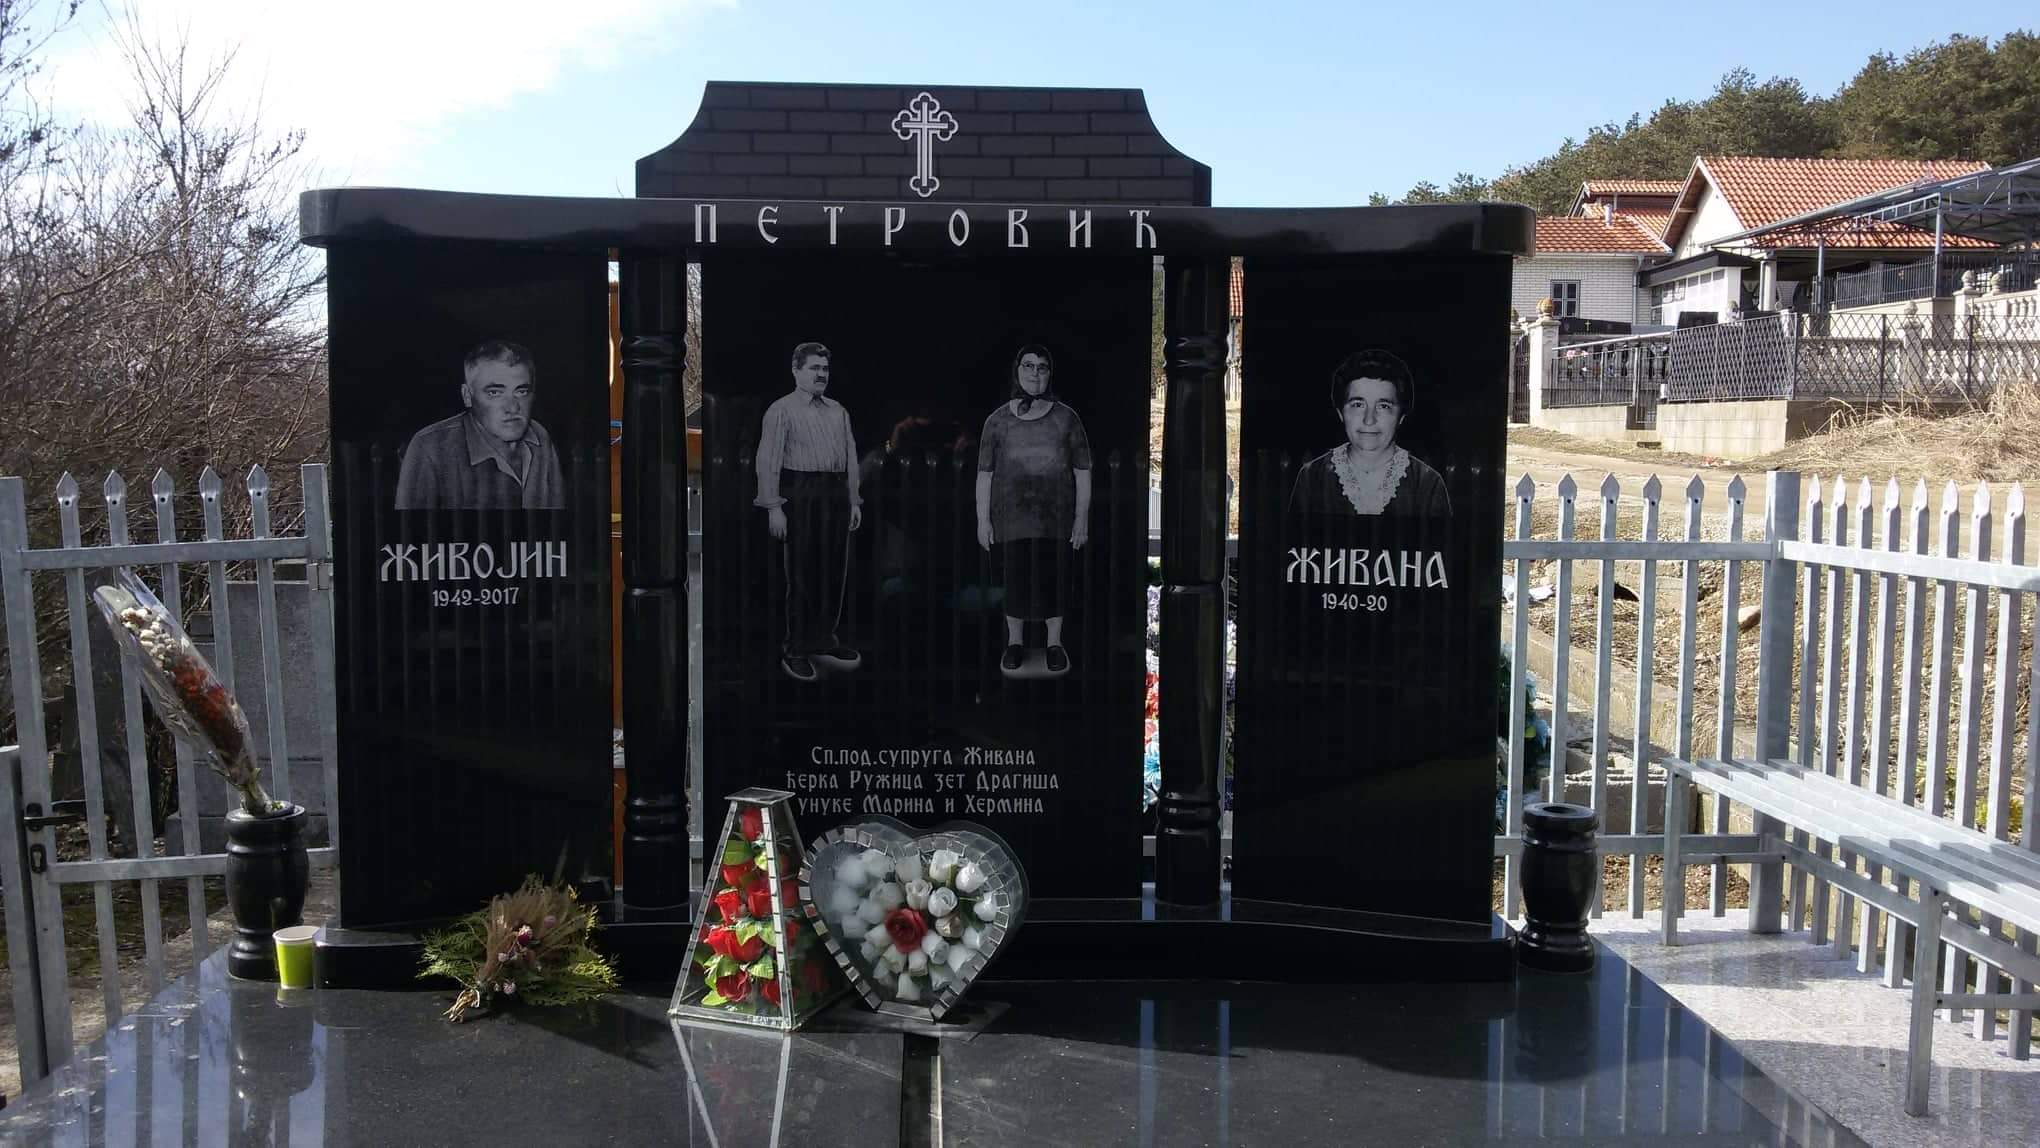 ПЕТРОВИЋ
ЖИВОЈИН
1942-2017
ЖИВАНА
1940-20
Сп.под.супруга Живана
ћерка Ружица зет Драгиша
унуке Марина и Хермина